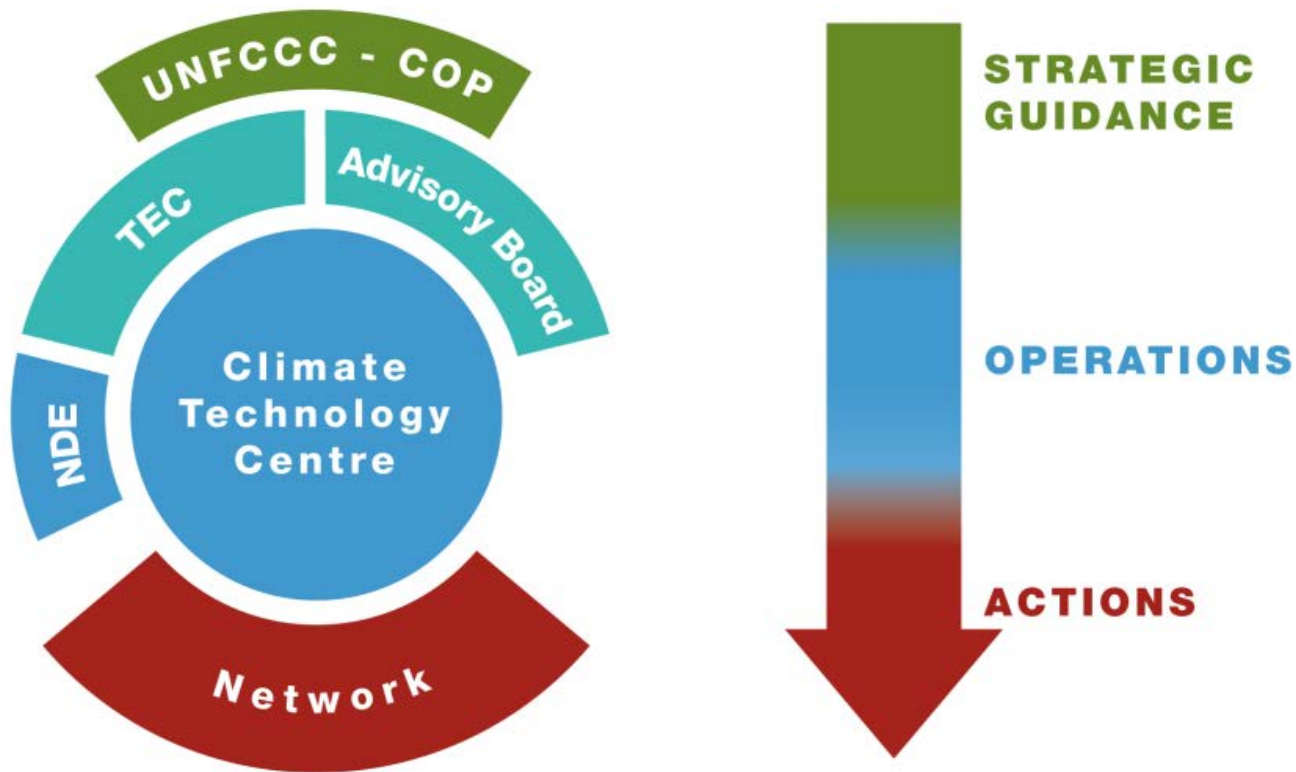 UNFCCC - COP
TEC
Advisory Board
NDE
Climate
Technology
Centre
Network
STRATEGIC
GUIDANCE
OPERATIONS
ACTIONS